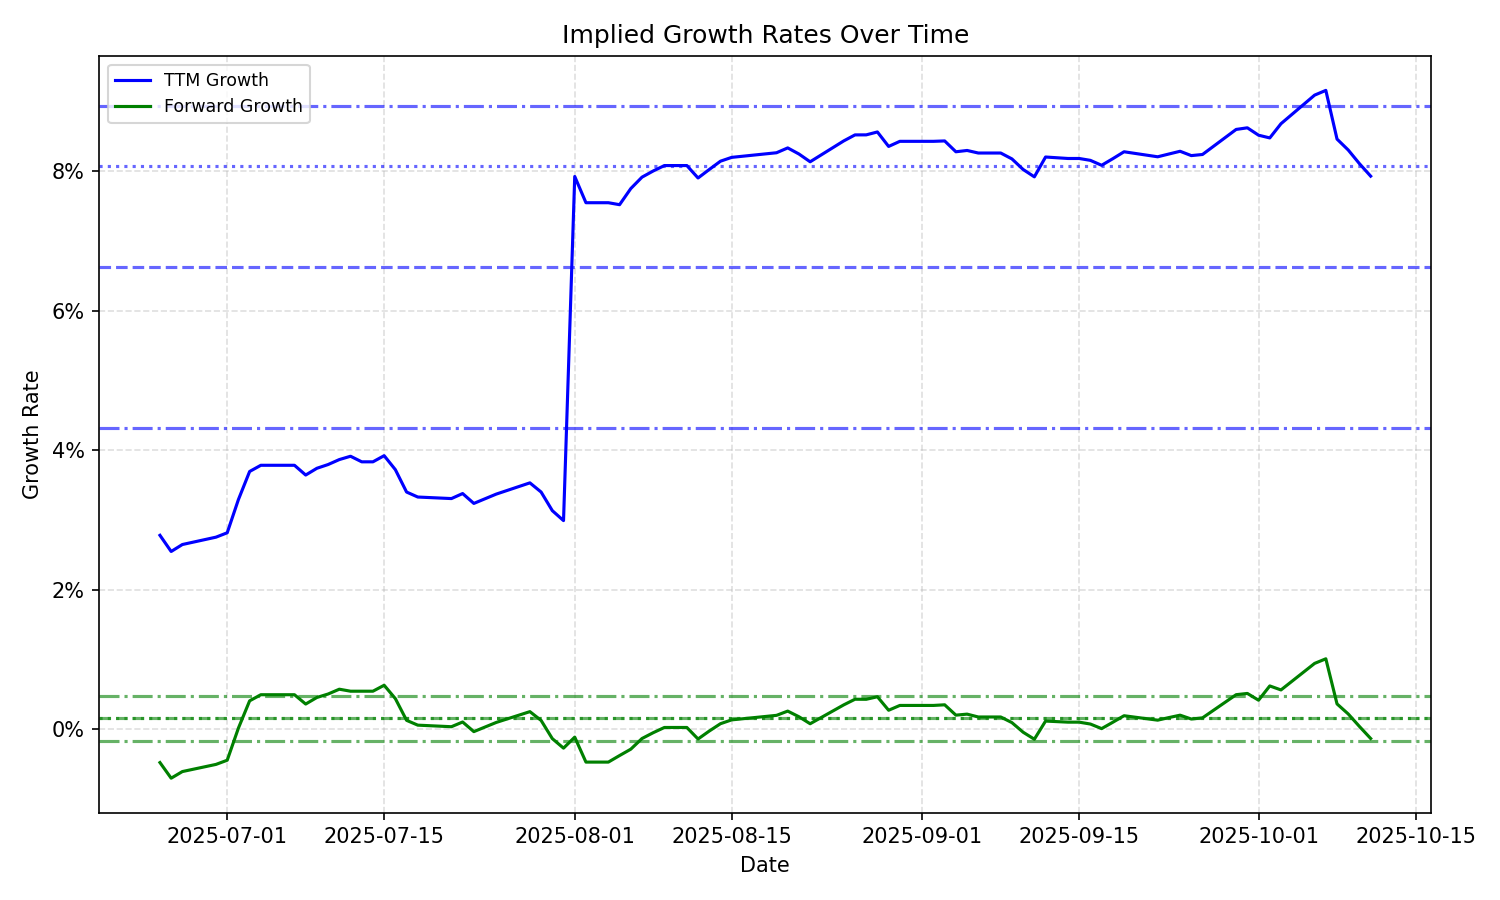 Implied Growth Rates Over Time
TTM Growth
Forward Growth
8%
6%
4%
2%
0%
Growth Rate
2025-07-01 2025-07-15 2025-08-01 2025-08-15 2025-09-01 2025-09-15 2025-10-01 2025-10-15
Date